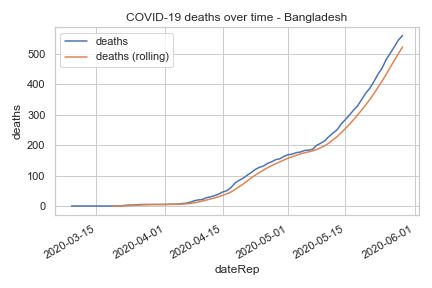 COVID-19 deaths over time - Bangladesh
deaths
deaths (rolling)
500
400
300
200
100
0
deaths
2020-03-15
2020-04-01
2020-04-15
2020-05-01
2020-05-15
2020-06-01
dateRep